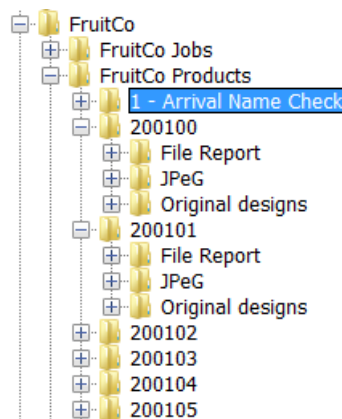 FruitCo
FruitCo Jobs
FruitCo Products
1 - Arrival Name Check
200100
File Report
JPeG
Original designs
200101
File Report
JPeG
Original designs
200102
200103
200104
200105